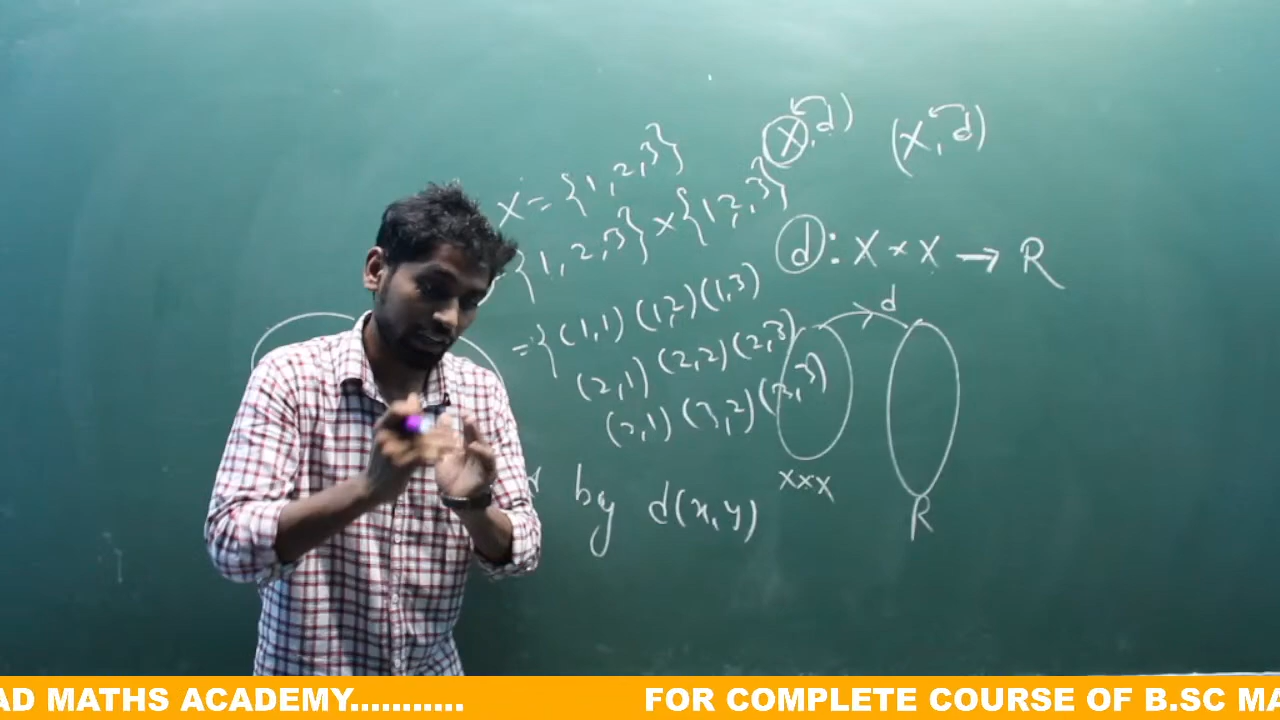 X = {1,2,3}
{1,2,3} × {1,2,3}
= {(1,1) (1,2) (1,3)
(2,1) (2,2) (2,3)
(3,1) (3,2) (3,3)
by d(x,y)
(X,d)
(X,d)
d : X × X → R
d
X×X
R
AD MATHS ACADEMY...........
FOR COMPLETE COURSE OF B.SC MA